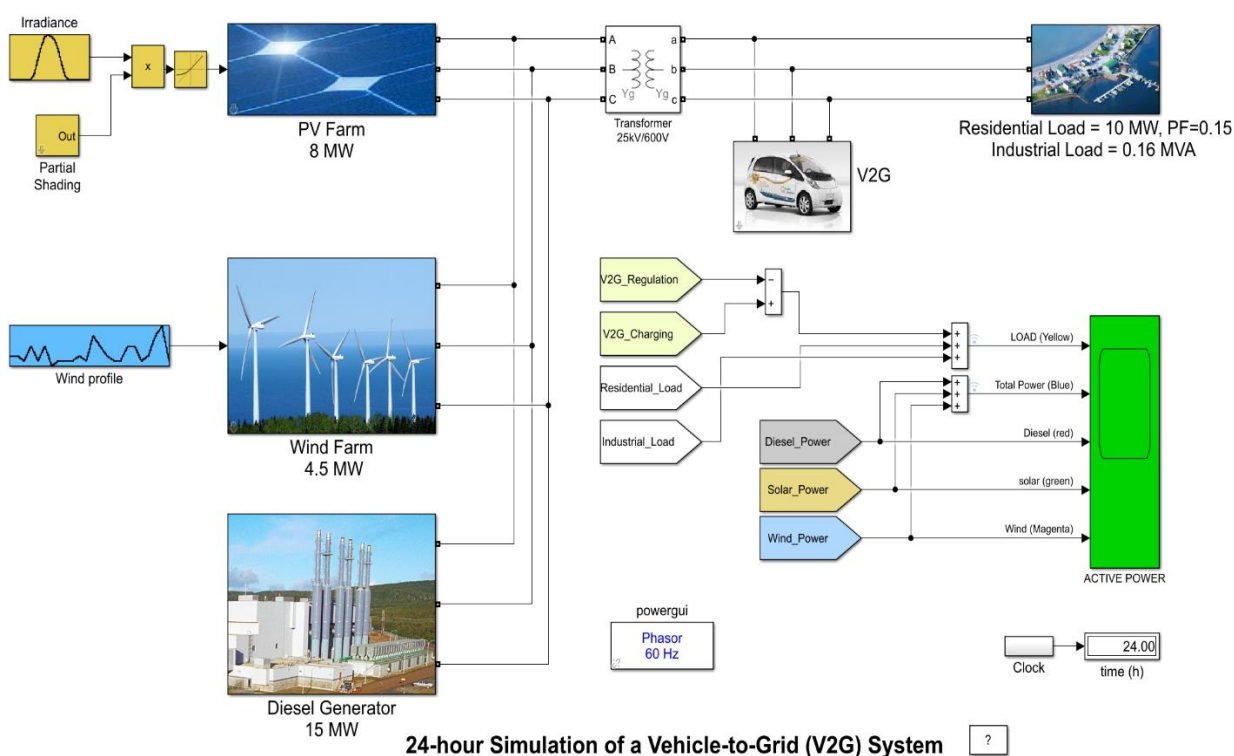 Irradiance
x
Out
Partial
Shading
PV Farm
8 MW
A
B
C
a
b
c
Yg
Yg
Transformer
25kV/600V
Residential Load = 10 MW, PF=0.15
Industrial Load = 0.16 MVA
V2G
Wind profile
Wind Farm
4.5 MW
V2G_Regulation
V2G_Charging
Residential_Load
Industrial_Load
−
+
+
+
+
+
+
+
Diesel_Power
Solar_Power
Wind_Power
LOAD (Yellow)
Total Power (Blue)
Diesel (red)
solar (green)
Wind (Magenta)
ACTIVE POWER
Diesel Generator
15 MW
powergui
Phasor
60 Hz
Clock
24.00
time (h)
24-hour Simulation of a Vehicle-to-Grid (V2G) System
?